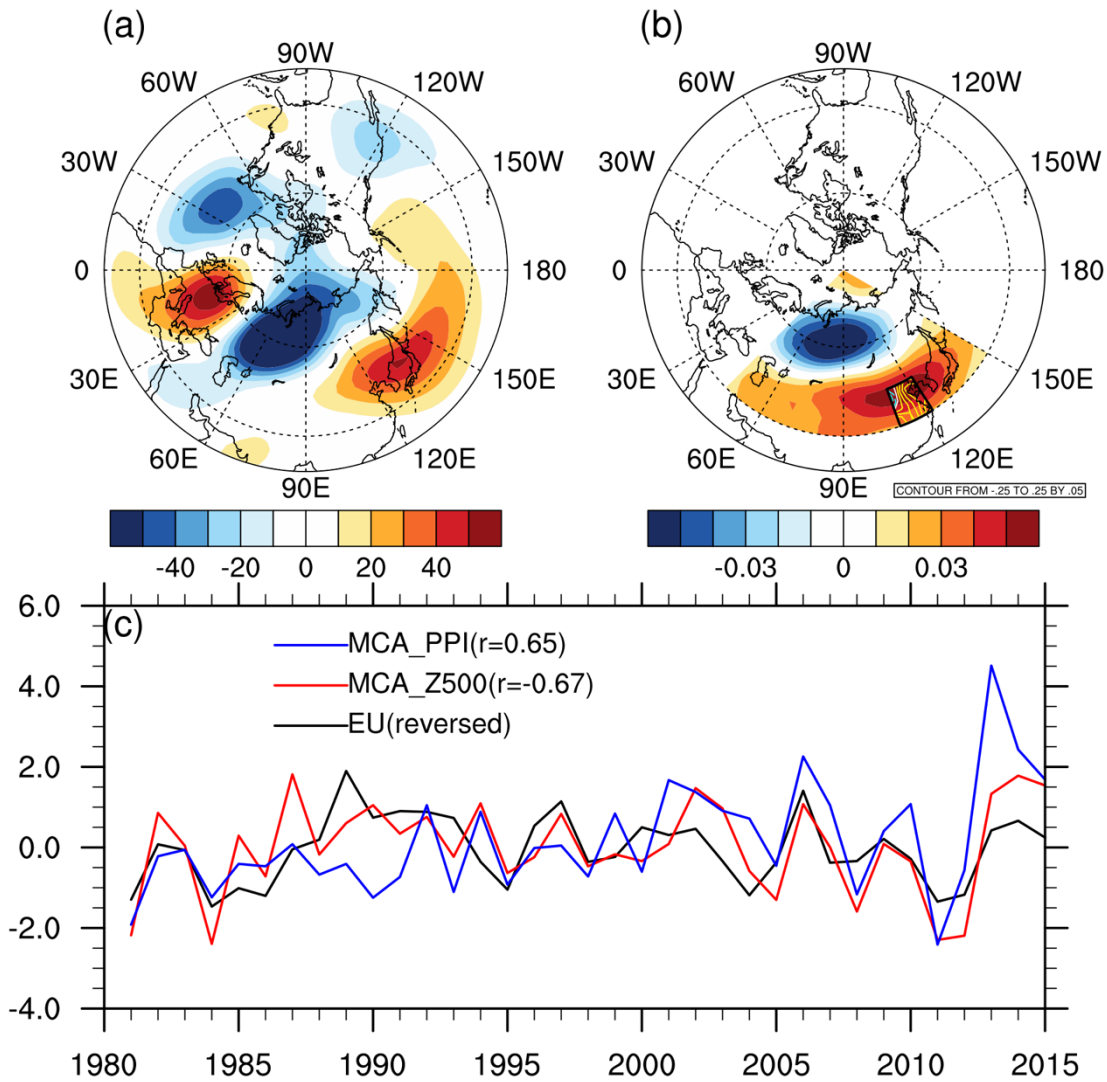 (a) (b)
90W 90W
60W 120W 60W 120W
30W 150W 30W 150W
0 180 0 180
30E 150E 30E 150E
60E 120E 60E 120E
90E 90E
CONTOUR FROM -.25 TO .25 BY .05
-40 -20 0 20 40 -0.03 0 0.03
6.0
(c)
MCA_PPI(r=0.65)
MCA_Z500(r=-0.67)
EU(reversed)
4.0
2.0
0.0
-2.0
-4.0
1980 1985 1990 1995 2000 2005 2010 2015